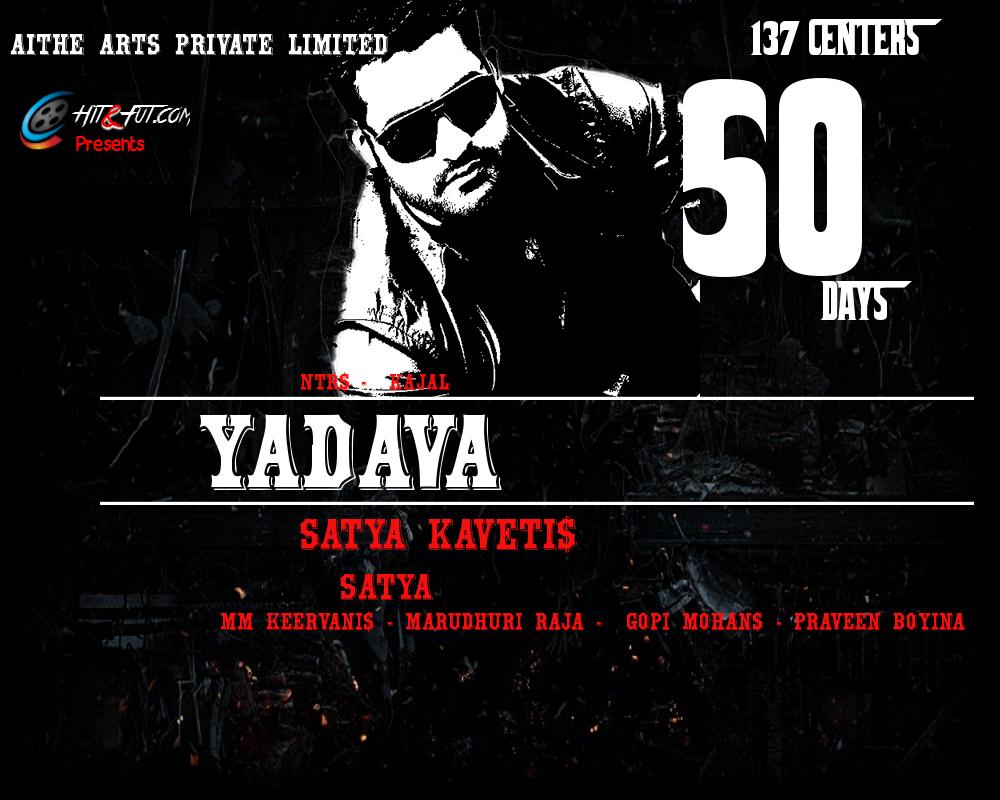 AITHE ARTS PRIVATE LIMITED
137 CENTERS
HIT&FUT.COM
Presents
60
DAYS
NTR$ - KAJAL
YADAVA
SATYA KAVETI$
SATYA
MM KEERVANI$ - MARUDHURI RAJA - GOPI MOHAN$ - PRAVEEN BOYINA